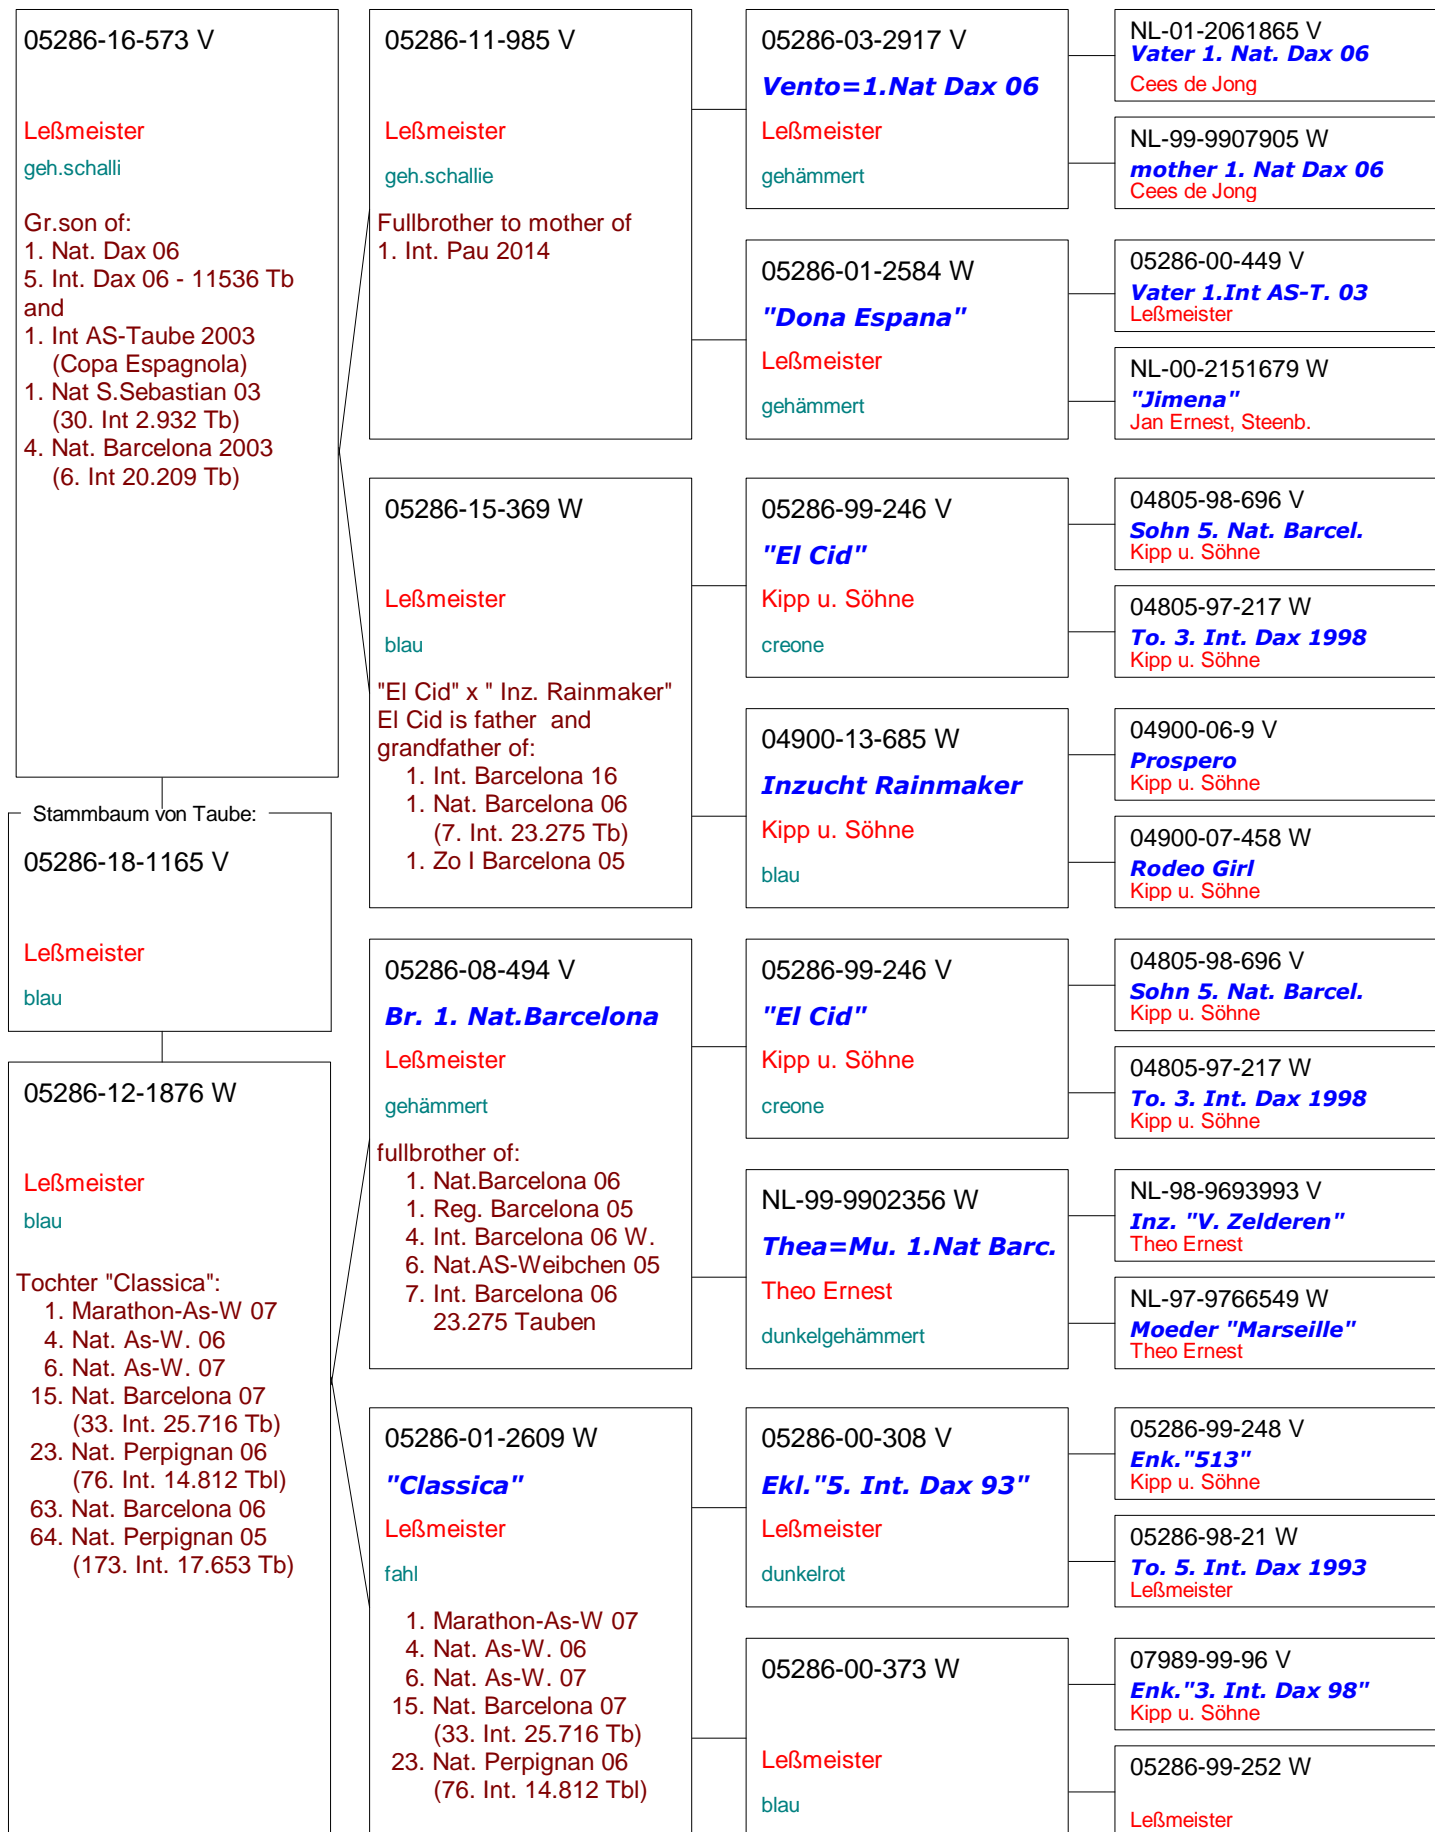 05286-16-573 V
Leßmeister
geh.schalli
Gr.son of:
1. Nat. Dax 06
5. Int. Dax 06 - 11536 Tb
and
1. Int AS-Taube 2003
(Copa Espagnola)
1. Nat S.Sebastian 03
(30. Int 2.932 Tb)
4. Nat. Barcelona 2003
(6. Int 20.209 Tb)
Stammbaum von Taube:
05286-18-1165 V
Leßmeister
blau
05286-12-1876 W
Leßmeister
blau
Tochter "Classica":
1. Marathon-As-W 07
4. Nat. As-W. 06
6. Nat. As-W. 07
15. Nat. Barcelona 07
(33. Int. 25.716 Tb)
23. Nat. Perpignan 06
(76. Int. 14.812 Tbl)
63. Nat. Barcelona 06
64. Nat. Perpignan 05
(173. Int. 17.653 Tb)
05286-11-985 V
Leßmeister
geh.schallie
Fullbrother to mother of
1. Int. Pau 2014
05286-15-369 W
Leßmeister
blau
"El Cid" x " Inz. Rainmaker"
El Cid is father  and
grandfather of:
1. Int. Barcelona 16
1. Nat. Barcelona 06
(7. Int. 23.275 Tb)
1. Zo I Barcelona 05
05286-08-494 V
Br. 1. Nat.Barcelona
Leßmeister
gehämmert
fullbrother of:
1. Nat.Barcelona 06
1. Reg. Barcelona 05
4. Int. Barcelona 06 W.
6. Nat.AS-Weibchen 05
7. Int. Barcelona 06
23.275 Tauben
05286-01-2609 W
"Classica"
Leßmeister
fahl
1. Marathon-As-W 07
4. Nat. As-W. 06
6. Nat. As-W. 07
15. Nat. Barcelona 07
(33. Int. 25.716 Tb)
23. Nat. Perpignan 06
(76. Int. 14.812 Tbl)
05286-03-2917 V
Vento=1.Nat Dax 06
Leßmeister
gehämmert
05286-01-2584 W
"Dona Espana"
Leßmeister
gehämmert
05286-99-246 V
"El Cid"
Kipp u. Söhne
creone
04900-13-685 W
Inzucht Rainmaker
Kipp u. Söhne
blau
05286-99-246 V
"El Cid"
Kipp u. Söhne
creone
NL-99-9902356 W
Thea=Mu. 1.Nat Barc.
Theo Ernest
dunkelgehämmert
05286-00-308 V
Ekl."5. Int. Dax 93"
Leßmeister
dunkelrot
05286-00-373 W
Leßmeister
blau
NL-01-2061865 V
Vater 1. Nat. Dax 06
Cees de Jong
NL-99-9907905 W
mother 1. Nat Dax 06
Cees de Jong
05286-00-449 V
Vater 1.Int AS-T. 03
Leßmeister
NL-00-2151679 W
"Jimena"
Jan Ernest, Steenb.
04805-98-696 V
Sohn 5. Nat. Barcel.
Kipp u. Söhne
04805-97-217 W
To. 3. Int. Dax 1998
Kipp u. Söhne
04900-06-9 V
Prospero
Kipp u. Söhne
04900-07-458 W
Rodeo Girl
Kipp u. Söhne
04805-98-696 V
Sohn 5. Nat. Barcel.
Kipp u. Söhne
04805-97-217 W
To. 3. Int. Dax 1998
Kipp u. Söhne
NL-98-9693993 V
Inz. "V. Zelderen"
Theo Ernest
NL-97-9766549 W
Moeder "Marseille"
Theo Ernest
05286-99-248 V
Enk."513"
Kipp u. Söhne
05286-98-21 W
To. 5. Int. Dax 1993
Leßmeister
07989-99-96 V
Enk."3. Int. Dax 98"
Kipp u. Söhne
05286-99-252 W
Leßmeister